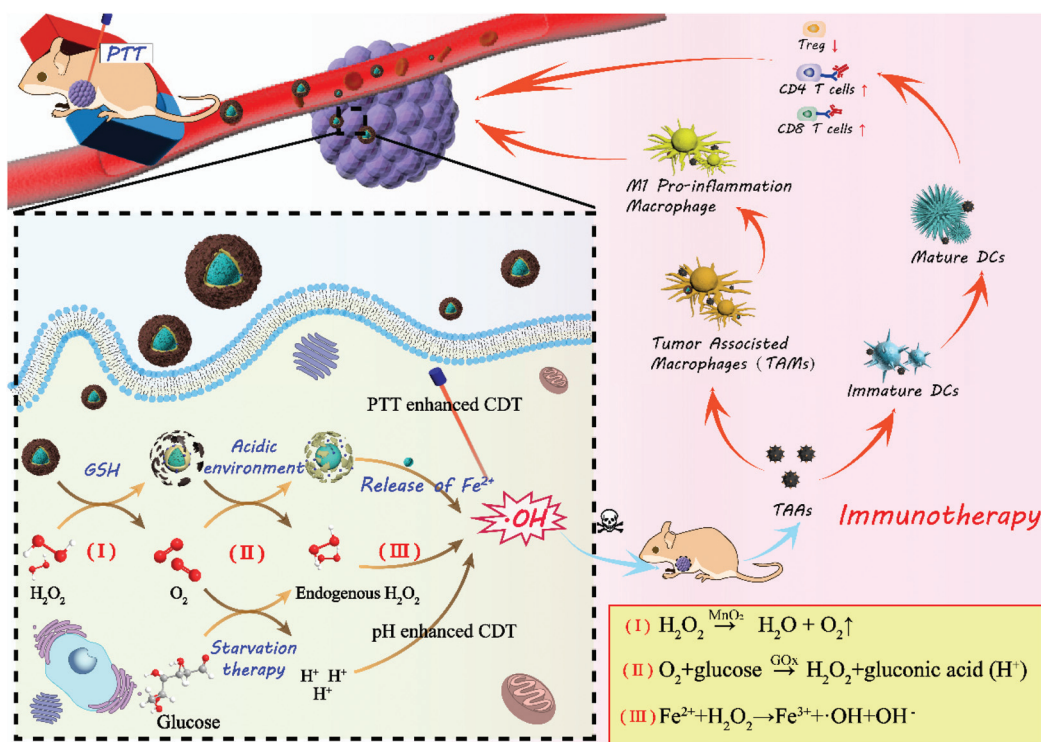 PTT
Treg ↓
CD4 T cells ↑
CD8 T cells ↑
M1 Pro-inflammation
Macrophage
Mature DCs
Tumor Associsted
Macrophages (TAMs)
Immature DCs
TAAs
Immunotherapy
PTT enhanced CDT
GSH
Acidic
environment
Release of Fe²⁺
·OH
(I)
(II)
(III)
H₂O₂
O₂
Endogenous H₂O₂
pH enhanced CDT
Starvation
therapy
H⁺ H⁺
H⁺
Glucose
(I) H₂O₂ →(MnO₂) H₂O + O₂↑
(II) O₂+glucose →(GOx) H₂O₂+gluconic acid (H⁺)
(III) Fe²⁺+H₂O₂→Fe³⁺+·OH+OH⁻